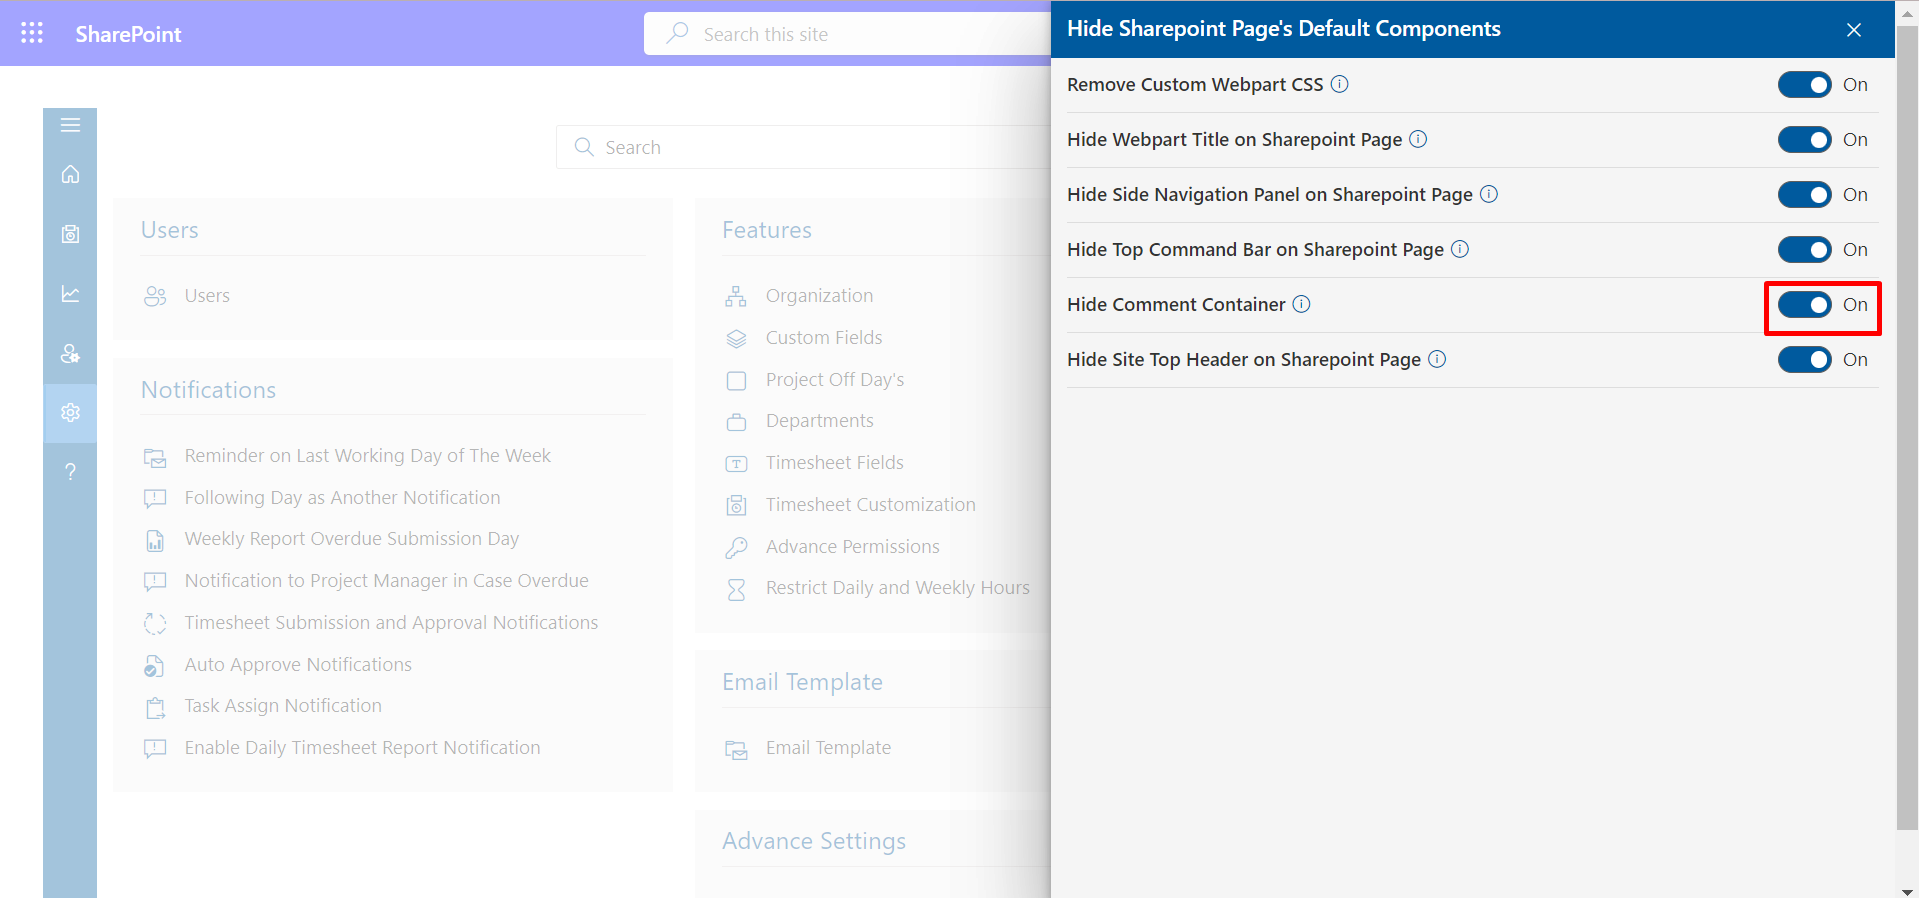 SharePoint
Search this site
Search
Users
Users
Notifications
Reminder on Last Working Day of The Week
Following Day as Another Notification
Weekly Report Overdue Submission Day
Notification to Project Manager in Case Overdue
Timesheet Submission and Approval Notifications
Auto Approve Notifications
Task Assign Notification
Enable Daily Timesheet Report Notification
Features
Organization
Custom Fields
Project Off Day's
Departments
Timesheet Fields
Timesheet Customization
Advance Permissions
Restrict Daily and Weekly Hours
Email Template
Email Template
Advance Settings
Hide Sharepoint Page's Default Components
Remove Custom Webpart CSS On
Hide Webpart Title on Sharepoint Page On
Hide Side Navigation Panel on Sharepoint Page On
Hide Top Command Bar on Sharepoint Page On
Hide Comment Container On
Hide Site Top Header on Sharepoint Page On